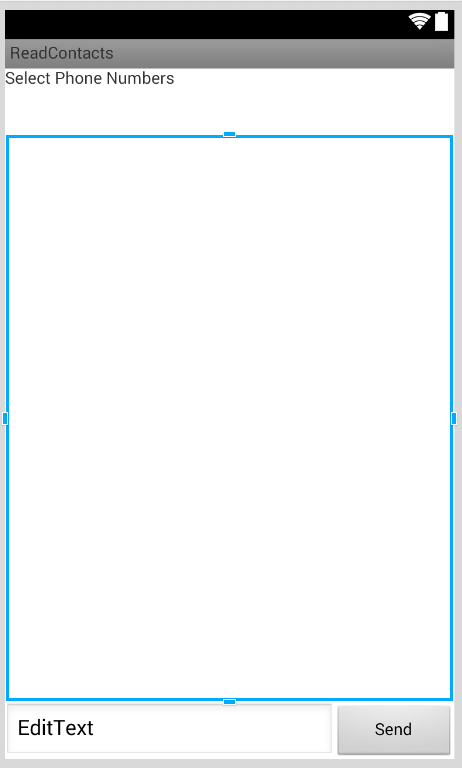 ReadContacts
Select Phone Numbers
EditText
Send